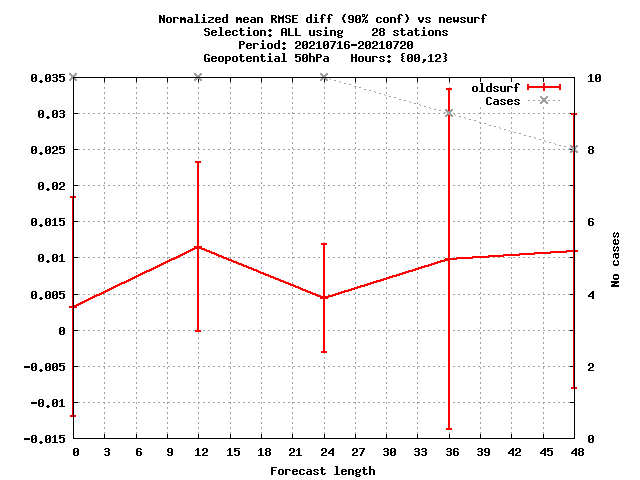 Normalized mean RMSE diff (90% conf) vs newsurf
Selection: ALL using    28 stations
Period: 20210716-20210720
Geopotential 50hPa   Hours: {00,12}
oldsurf
Cases
0.035
0.03
0.025
0.02
0.015
0.01
0.005
0
-0.005
-0.01
-0.015
10
8
6
4
2
0
No cases
0 3 6 9 12 15 18 21 24 27 30 33 36 39 42 45 48
Forecast length